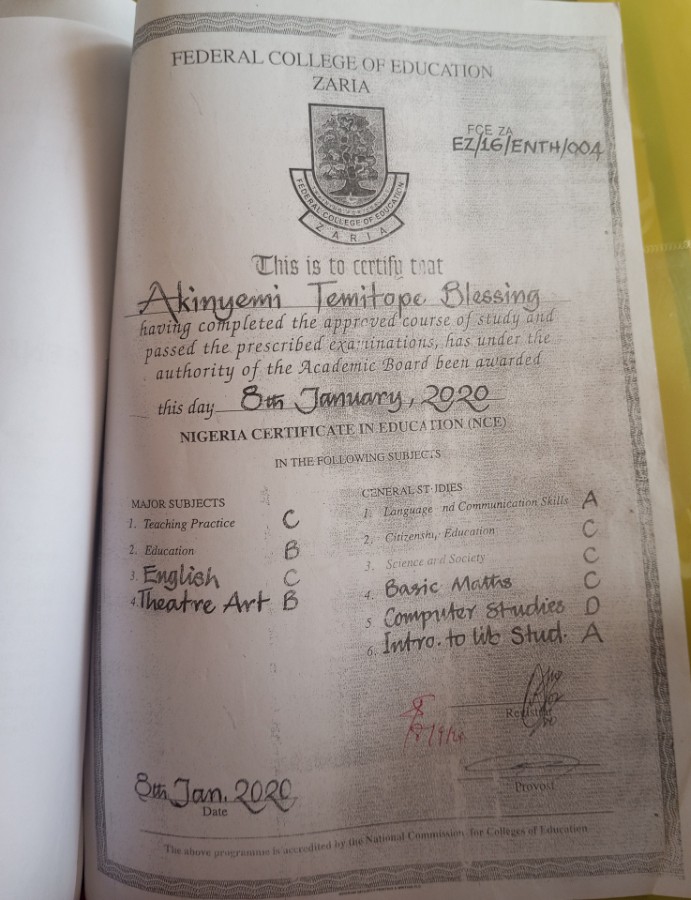 FEDERAL COLLEGE OF EDUCATION
ZARIA
FCE ZA
EZ/16/ENTH/004
FEDERAL COLLEGE OF EDUCATION
ZARIA
This is to certify that
Akinyemi Temitope Blessing
having completed the approved course of study and
passed the prescribed examinations, has under the
authority of the Academic Board been awarded
this day 8th January, 2020
NIGERIA CERTIFICATE IN EDUCATION (NCE)
IN THE FOLLOWING SUBJECTS
MAJOR SUBJECTS
1. Teaching Practice C
2. Education B
3. English C
4. Theatre Art B
GENERAL STUDIES
1. Language and Communication Skills A
2. Citizenship Education C
3. Science and Society C
4. Basic Maths C
5 Computer Studies D
6. Intro. to lib Stud. A
Registrar
Provost
8th Jan. 2020
Date
The above programme is accredited by the National Commission for Colleges of Education